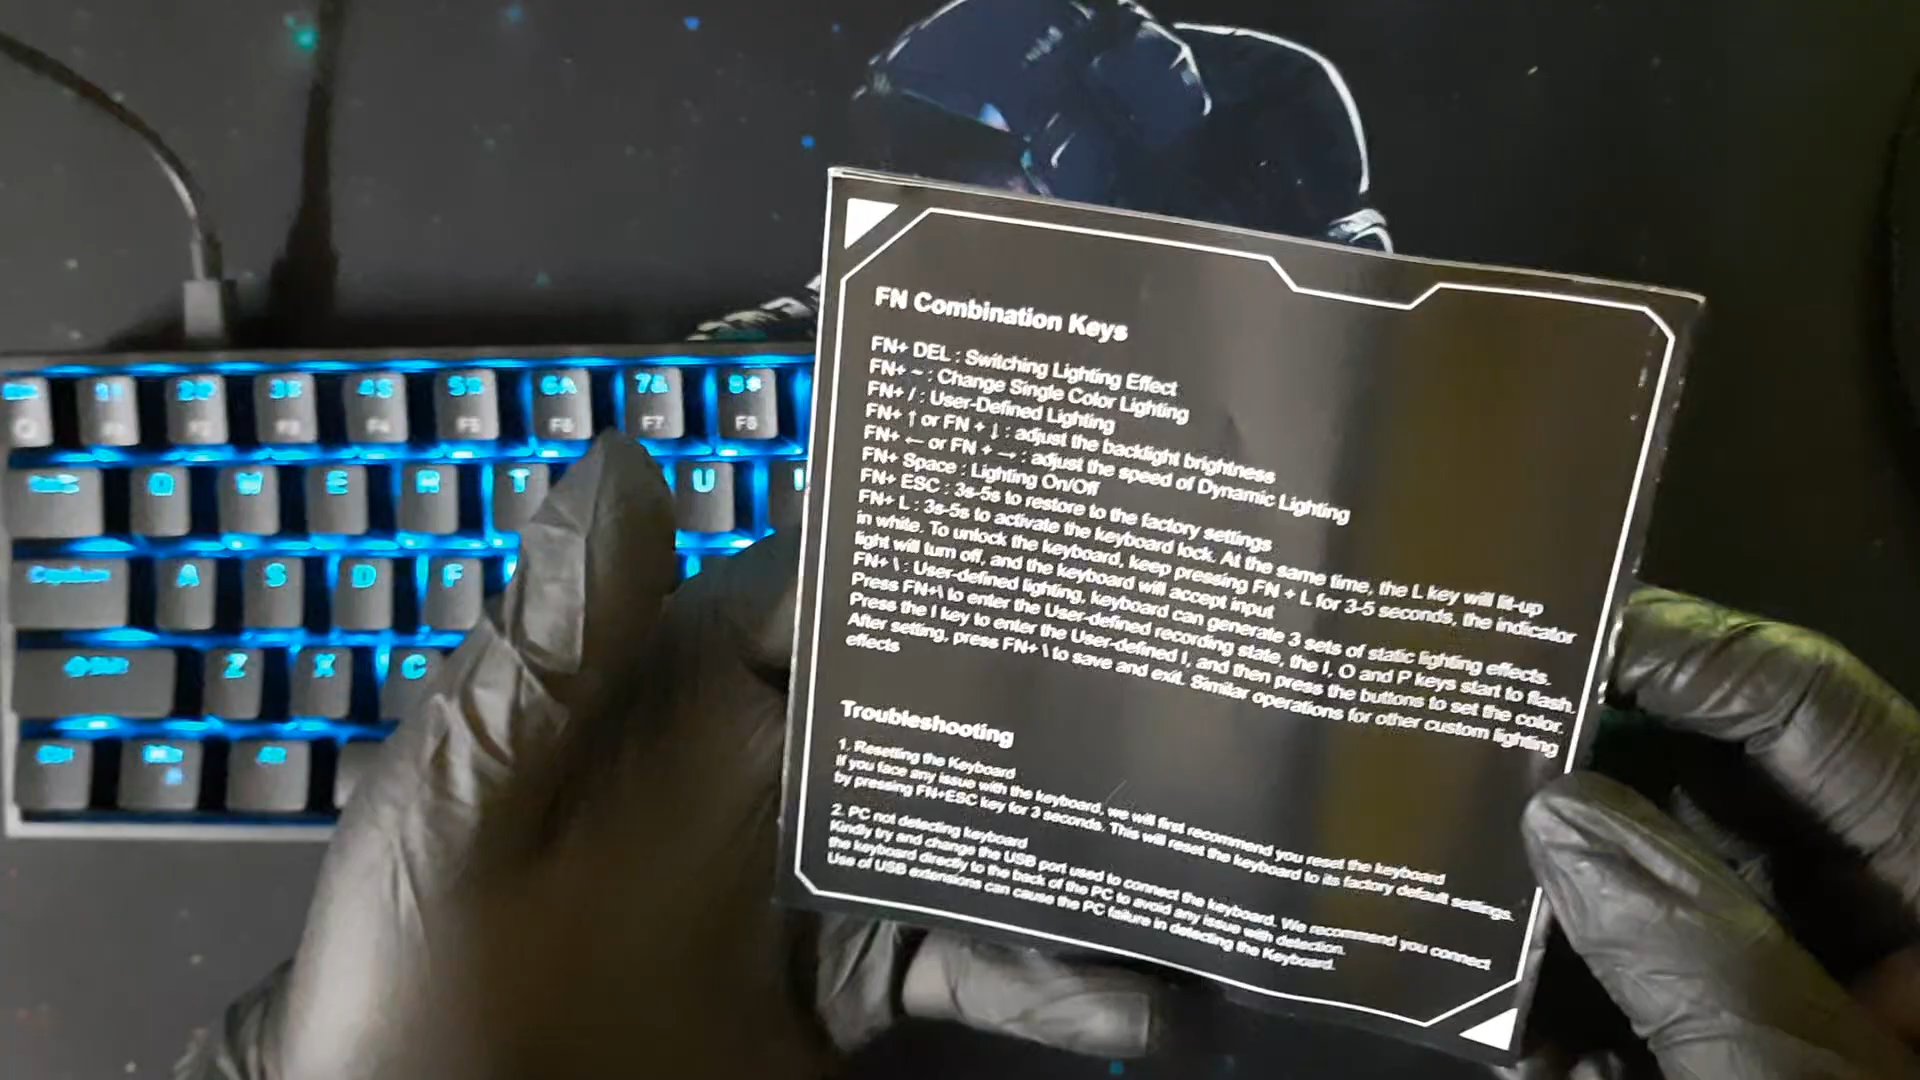 FN Combination Keys
FN+ DEL : Switching Lighting Effect
FN+ ~ : Change Single Color Lighting
FN+ / : User-Defined Lighting
FN+ ↑ or FN + ↓ : adjust the backlight brightness
FN+ ← or FN + → : adjust the speed of Dynamic Lighting
FN+ Space : Lighting On/Off
FN+ ESC : 3s-5s to restore to the factory settings
FN+ L : 3s-5s to activate the keyboard lock. At the same time, the L key will lit-up
in white. To unlock the keyboard, keep pressing FN + L for 3-5 seconds, the indicator
light will turn off, and the keyboard will accept input
FN+ \ : User-defined lighting, keyboard can generate 3 sets of static lighting effects.
Press FN+\ to enter the User-defined recording state, the I, O and P keys start to flash.
Press the I key to enter the User-defined I, and then press the buttons to set the color.
After setting, press FN+ \ to save and exit. Similar operations for other custom lighting
effects
Troubleshooting
1. Resetting the Keyboard
If you face any issue with the keyboard, we will first recommend you reset the keyboard
by pressing FN+ESC key for 3 seconds. This will reset the keyboard to its factory default settings.
2. PC not detecting keyboard
Kindly try and change the USB port used to connect the keyboard. We recommend you connect
the keyboard directly to the back of the PC to avoid any issue with detection.
Use of USB extensions can cause the PC failure in detecting the Keyboard.
7& 8*
F4 F5 F6 F7 F8
Q W E R T U
A S D F
Z X C